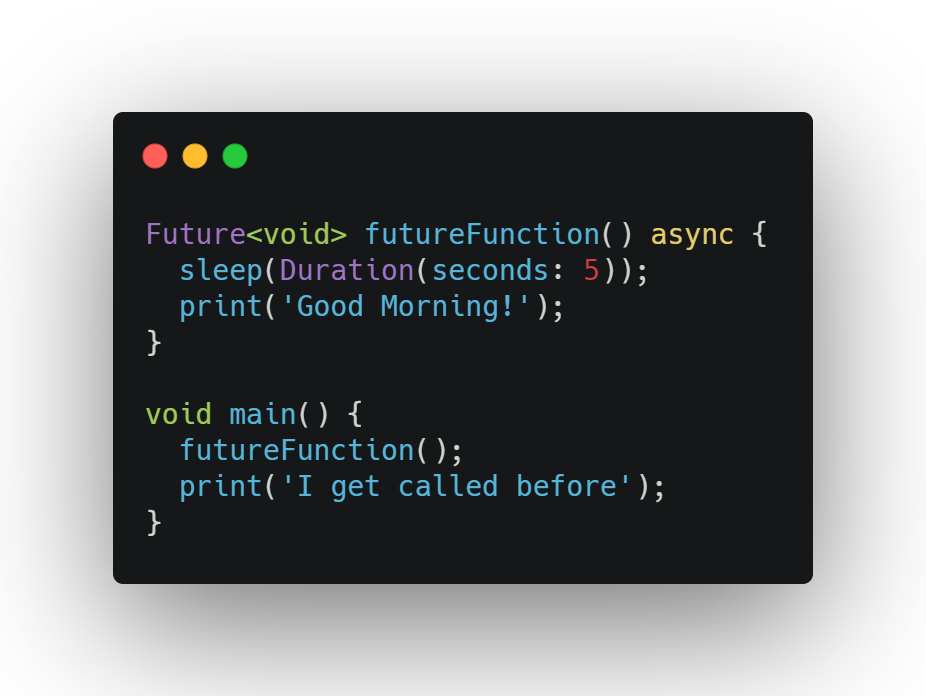 Future<void> futureFunction() async {
  sleep(Duration(seconds: 5));
  print('Good Morning!');
}

void main() {
  futureFunction();
  print('I get called before');
}